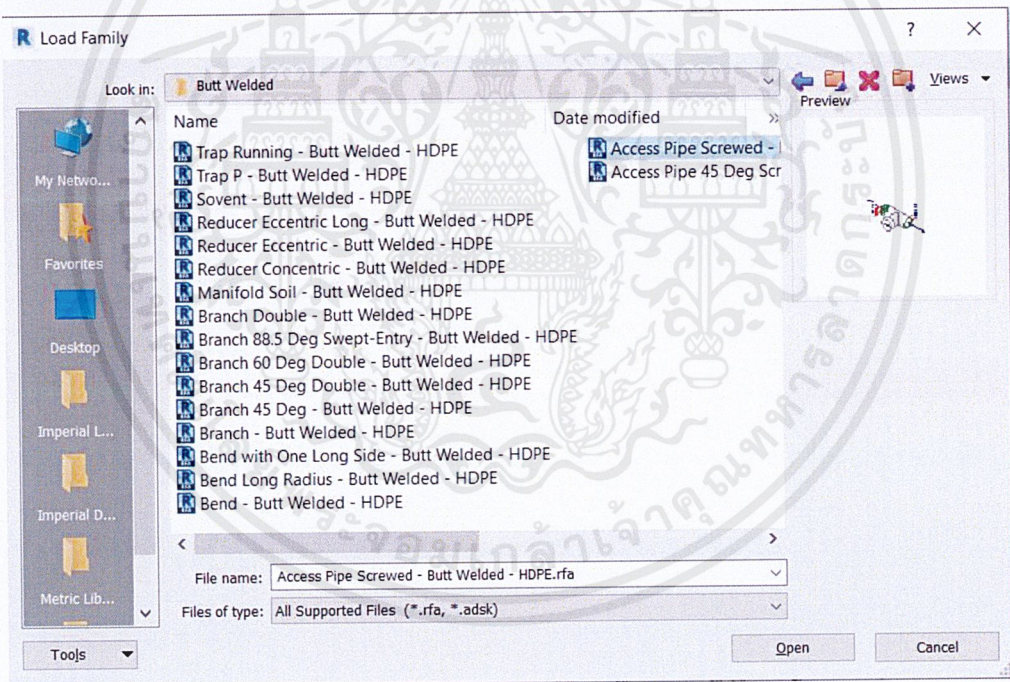 Load Family
?
Look in:
Butt Welded
Views
Preview
Name
Date modified
My Netwo...
Favorites
Desktop
Imperial L...
Imperial D...
Metric Lib...
Trap Running - Butt Welded - HDPE
Trap P - Butt Welded - HDPE
Sovent - Butt Welded - HDPE
Reducer Eccentric Long - Butt Welded - HDPE
Reducer Eccentric - Butt Welded - HDPE
Reducer Concentric - Butt Welded - HDPE
Manifold Soil - Butt Welded - HDPE
Branch Double - Butt Welded - HDPE
Branch 88.5 Deg Swept-Entry - Butt Welded - HDPE
Branch 60 Deg Double - Butt Welded - HDPE
Branch 45 Deg Double - Butt Welded - HDPE
Branch 45 Deg - Butt Welded - HDPE
Branch - Butt Welded - HDPE
Bend with One Long Side - Butt Welded - HDPE
Bend Long Radius - Butt Welded - HDPE
Bend - Butt Welded - HDPE
Access Pipe Screwed -
Access Pipe 45 Deg Scr
File name:
Access Pipe Screwed - Butt Welded - HDPE.rfa
Files of type:
All Supported Files (*.rfa, *.adsk)
Tools
Open
Cancel